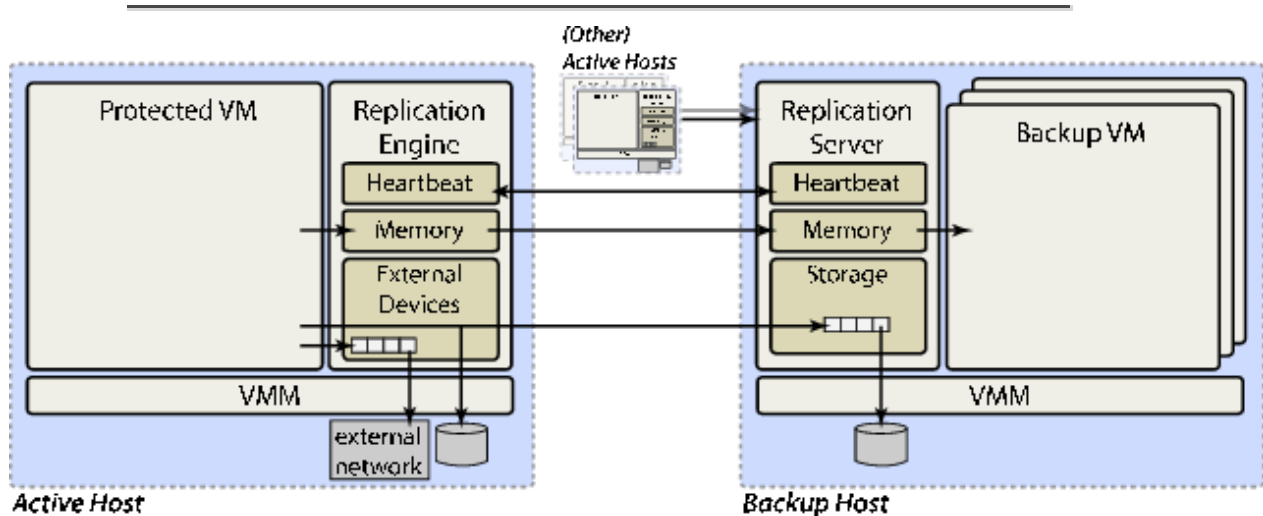 (Other)
Active Hosts
Protected VM
Replication
Engine
Heartbeat
Memory
External
Devices
VMM
external
network
Active Host
Replication
Server
Heartbeat
Memory
Storage
Backup VM
VMM
Backup Host